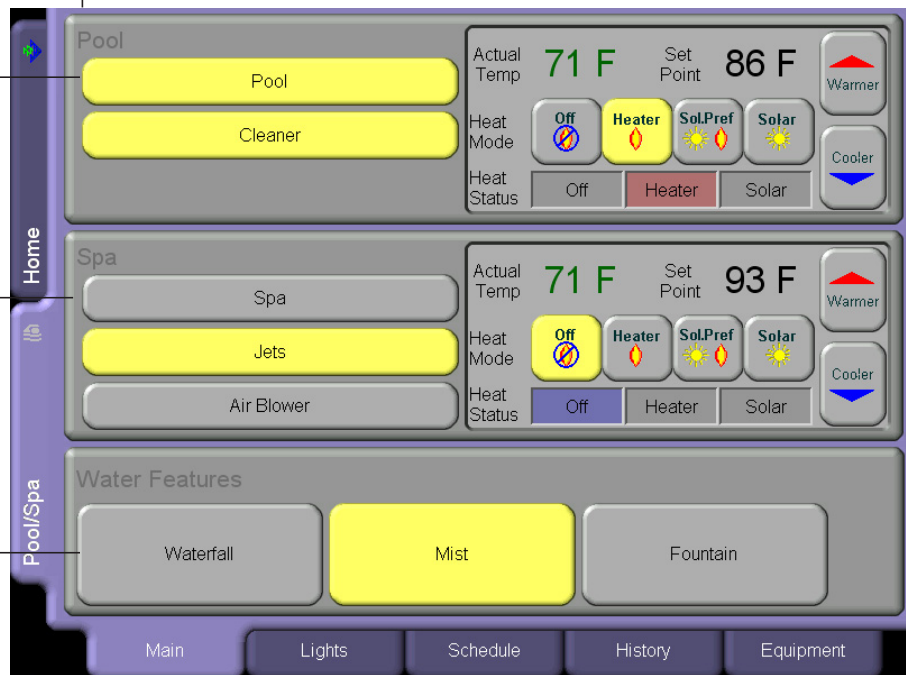 Home
Pool/Spa
Pool
Pool
Cleaner
Actual Temp 71 F Set Point 86 F
Warmer
Heat Mode Off Heater Sol.Pref Solar
Cooler
Heat Status Off Heater Solar
Spa
Spa
Jets
Air Blower
Actual Temp 71 F Set Point 93 F
Warmer
Heat Mode Off Heater Sol.Pref Solar
Cooler
Heat Status Off Heater Solar
Water Features
Waterfall Mist Fountain
Main Lights Schedule History Equipment